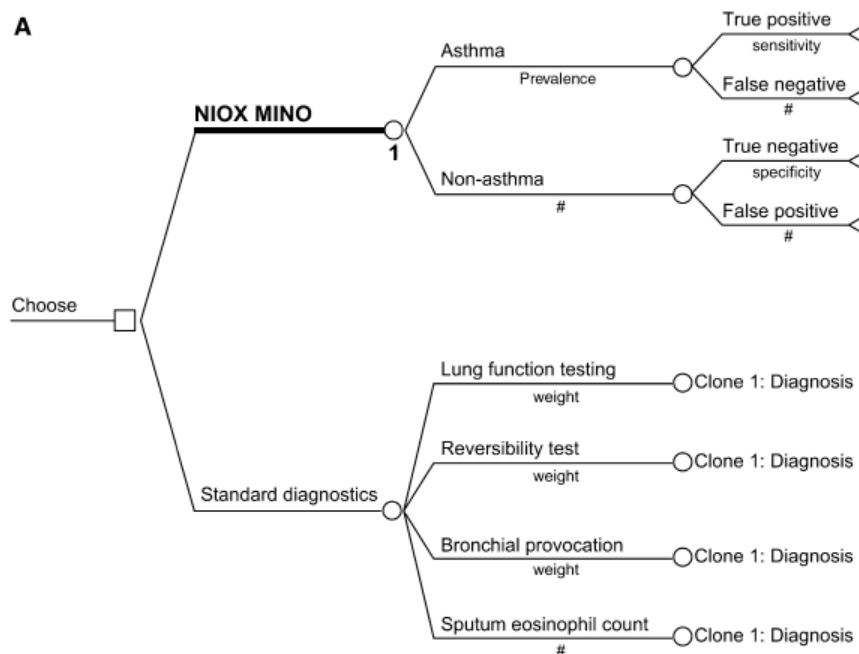 A
True positive
sensitivity
Asthma
Prevalence
False negative
#
NIOX MINO
1
True negative
specificity
Non-asthma
#
False positive
#
Choose
Lung function testing
weight
Clone 1: Diagnosis
Reversibility test
weight
Clone 1: Diagnosis
Standard diagnostics
Bronchial provocation
weight
Clone 1: Diagnosis
Sputum eosinophil count
#
Clone 1: Diagnosis